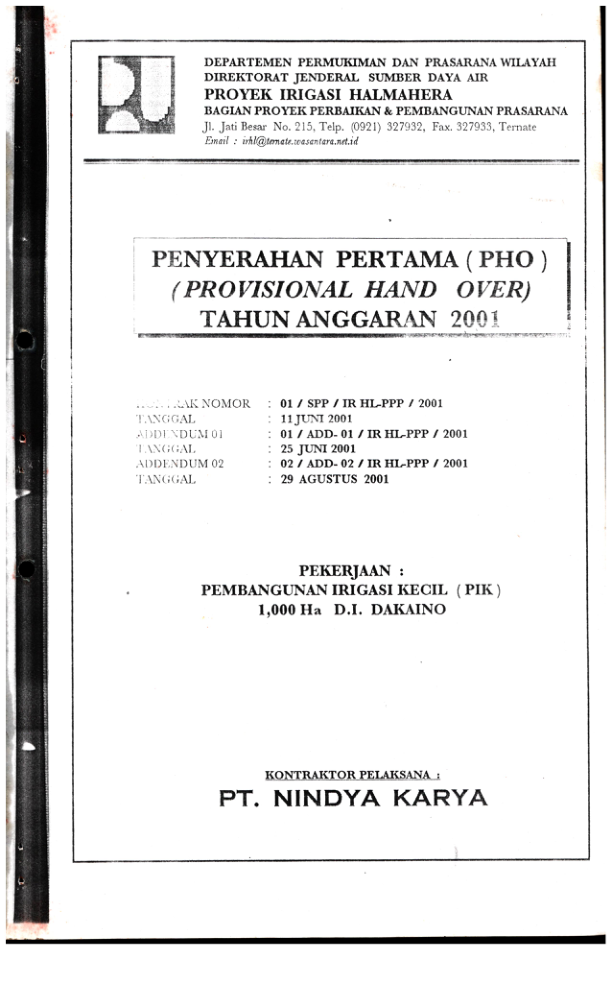 DEPARTEMEN PERMUKIMAN DAN PRASARANA WILAYAH
DIREKTORAT JENDERAL SUMBER DAYA AIR
PROYEK IRIGASI HALMAHERA
BAGIAN PROYEK PERBAIKAN & PEMBANGUNAN PRASARANA
Jl. Jati Besar No. 215, Telp. (0921) 327932, Fax. 327933, Ternate
Email : irhl@ternate.wasantara.net.id
PENYERAHAN PERTAMA ( PHO )
( PROVISIONAL HAND OVER)
TAHUN ANGGARAN 2001
KONTRAK NOMOR : 01 / SPP / IR HL-PPP / 2001
TANGGAL : 11 JUNI 2001
ADDENDUM 01 : 01 / ADD- 01 / IR HL-PPP / 2001
TANGGAL : 25 JUNI 2001
ADDENDUM 02 : 02 / ADD- 02 / IR HL-PPP / 2001
TANGGAL : 29 AGUSTUS 2001
PEKERJAAN :
PEMBANGUNAN IRIGASI KECIL ( PIK )
1,000 Ha D.I. DAKAINO
KONTRAKTOR PELAKSANA :
PT. NINDYA KARYA